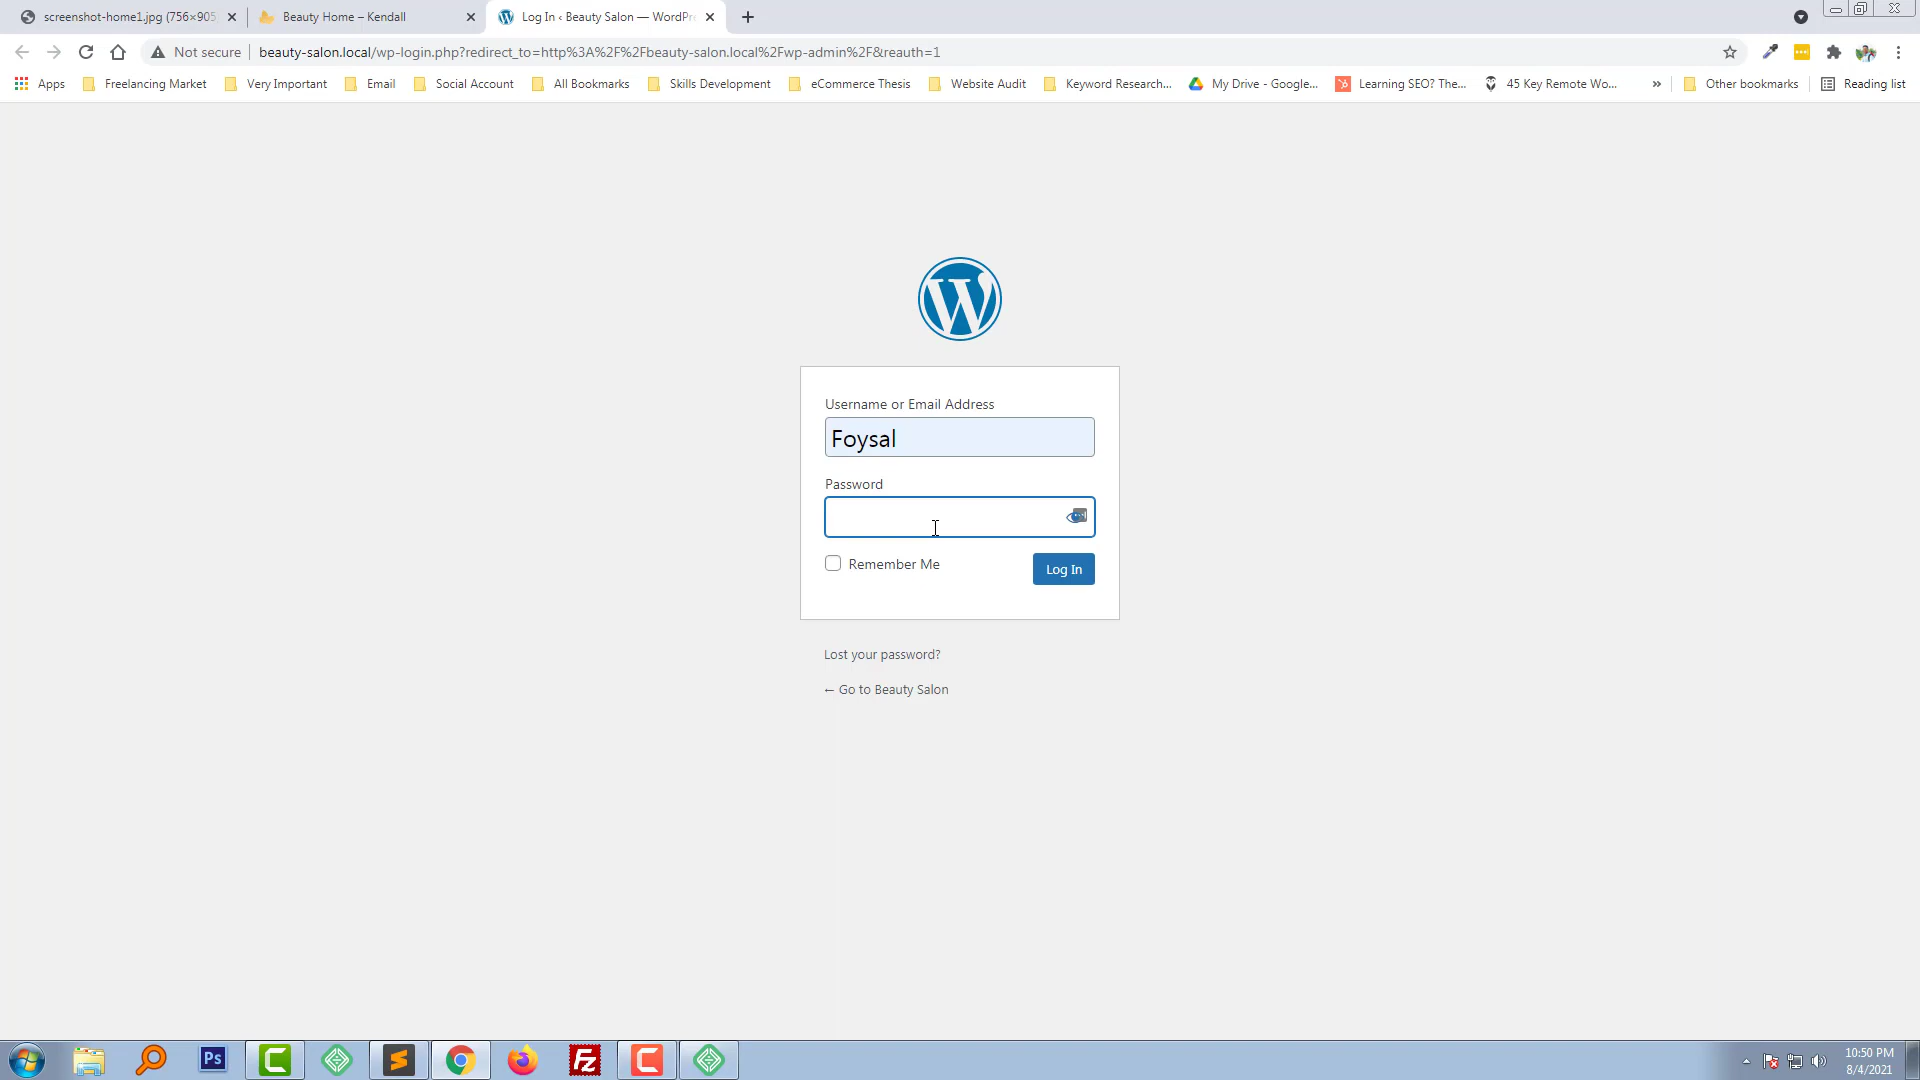 screenshot-home1.jpg (756×905
Beauty Home – Kendall
Log In ‹ Beauty Salon — WordPr
Not secure
beauty-salon.local/wp-login.php?redirect_to=http%3A%2F%2Fbeauty-salon.local%2Fwp-admin%2F&reauth=1
Apps
Freelancing Market
Very Important
Email
Social Account
All Bookmarks
Skills Development
eCommerce Thesis
Website Audit
Keyword Research...
My Drive - Google...
Learning SEO? The...
45 Key Remote Wo...
»
Other bookmarks
Reading list
Username or Email Address
Foysal
Password
Remember Me
Log In
Lost your password?
← Go to Beauty Salon
Ps
Fz
10:50 PM
8/4/2021